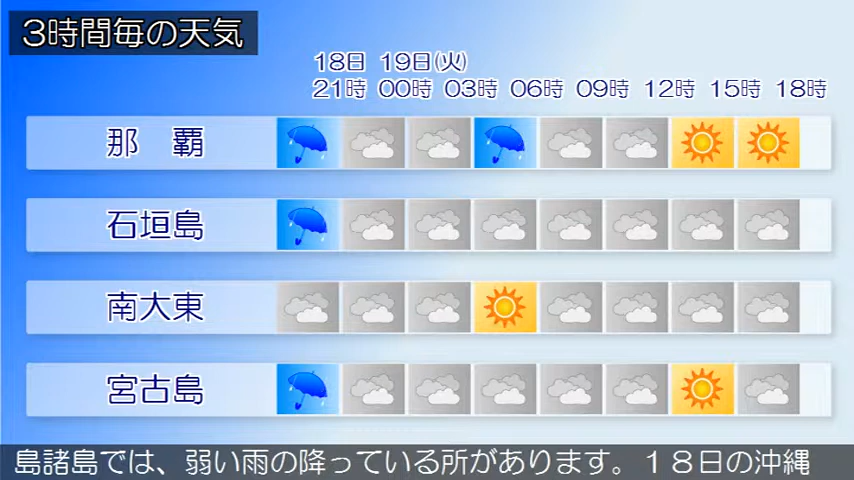 3時間毎の天気
18日 19日(火)
21時 00時 03時 06時 09時 12時 15時 18時
那 覇
石垣島
南大東
宮古島
島諸島では、弱い雨の降っている所があります。18日の沖縄